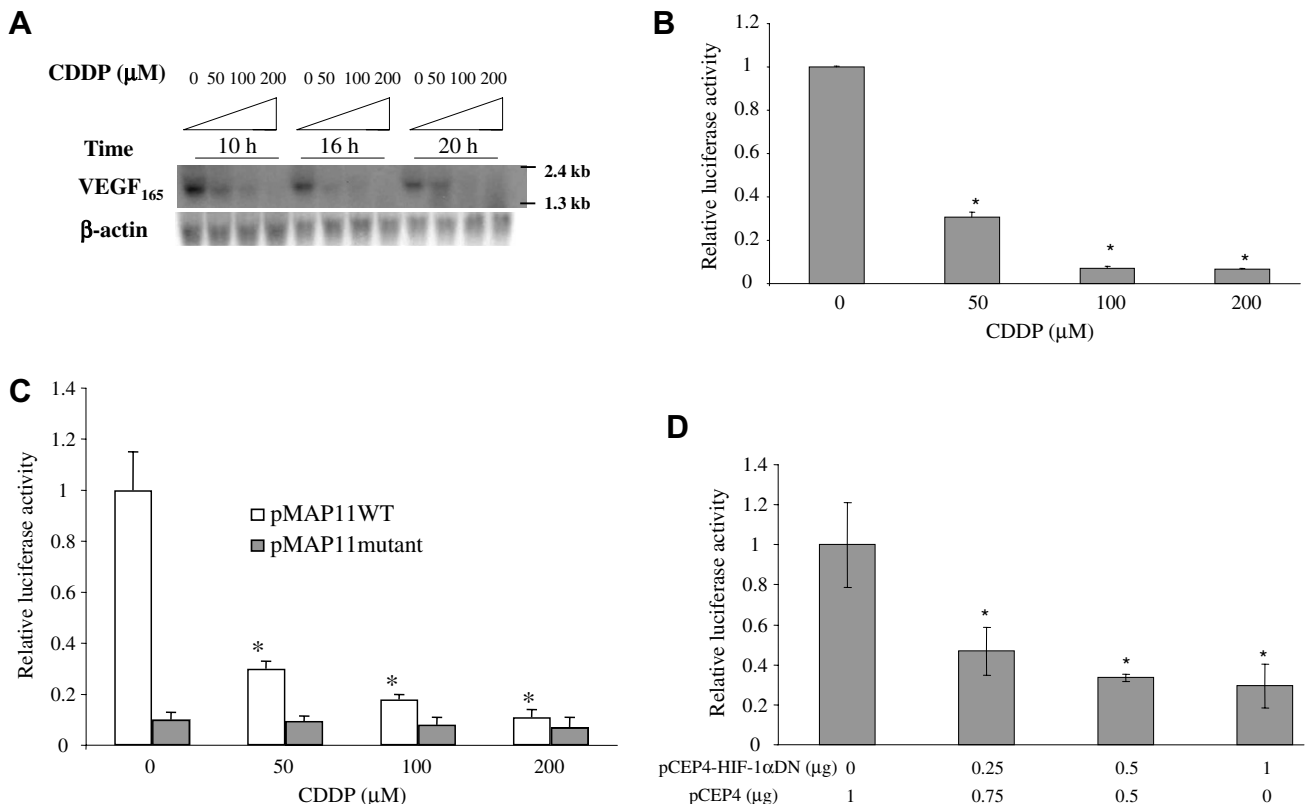 A
CDDP (μM) 0 50 100 200 0 50 100 200 0 50 100 200
Time 10 h 16 h 20 h
VEGF165 2.4 kb
1.3 kb
β-actin
B
Relative luciferase activity
1.2
1
0.8
0.6
0.4
0.2
0
* * *
0 50 100 200
CDDP (μM)
C
Relative luciferase activity
1.4
1.2
1
0.8
0.6
0.4
0.2
0
pMAP11WT
pMAP11mutant
* * *
0 50 100 200
CDDP (μM)
D
Relative luciferase activity
1.4
1.2
1
0.8
0.6
0.4
0.2
0
* * *
pCEP4-HIF-1αDN (μg) 0 0.25 0.5 1
pCEP4 (μg) 1 0.75 0.5 0